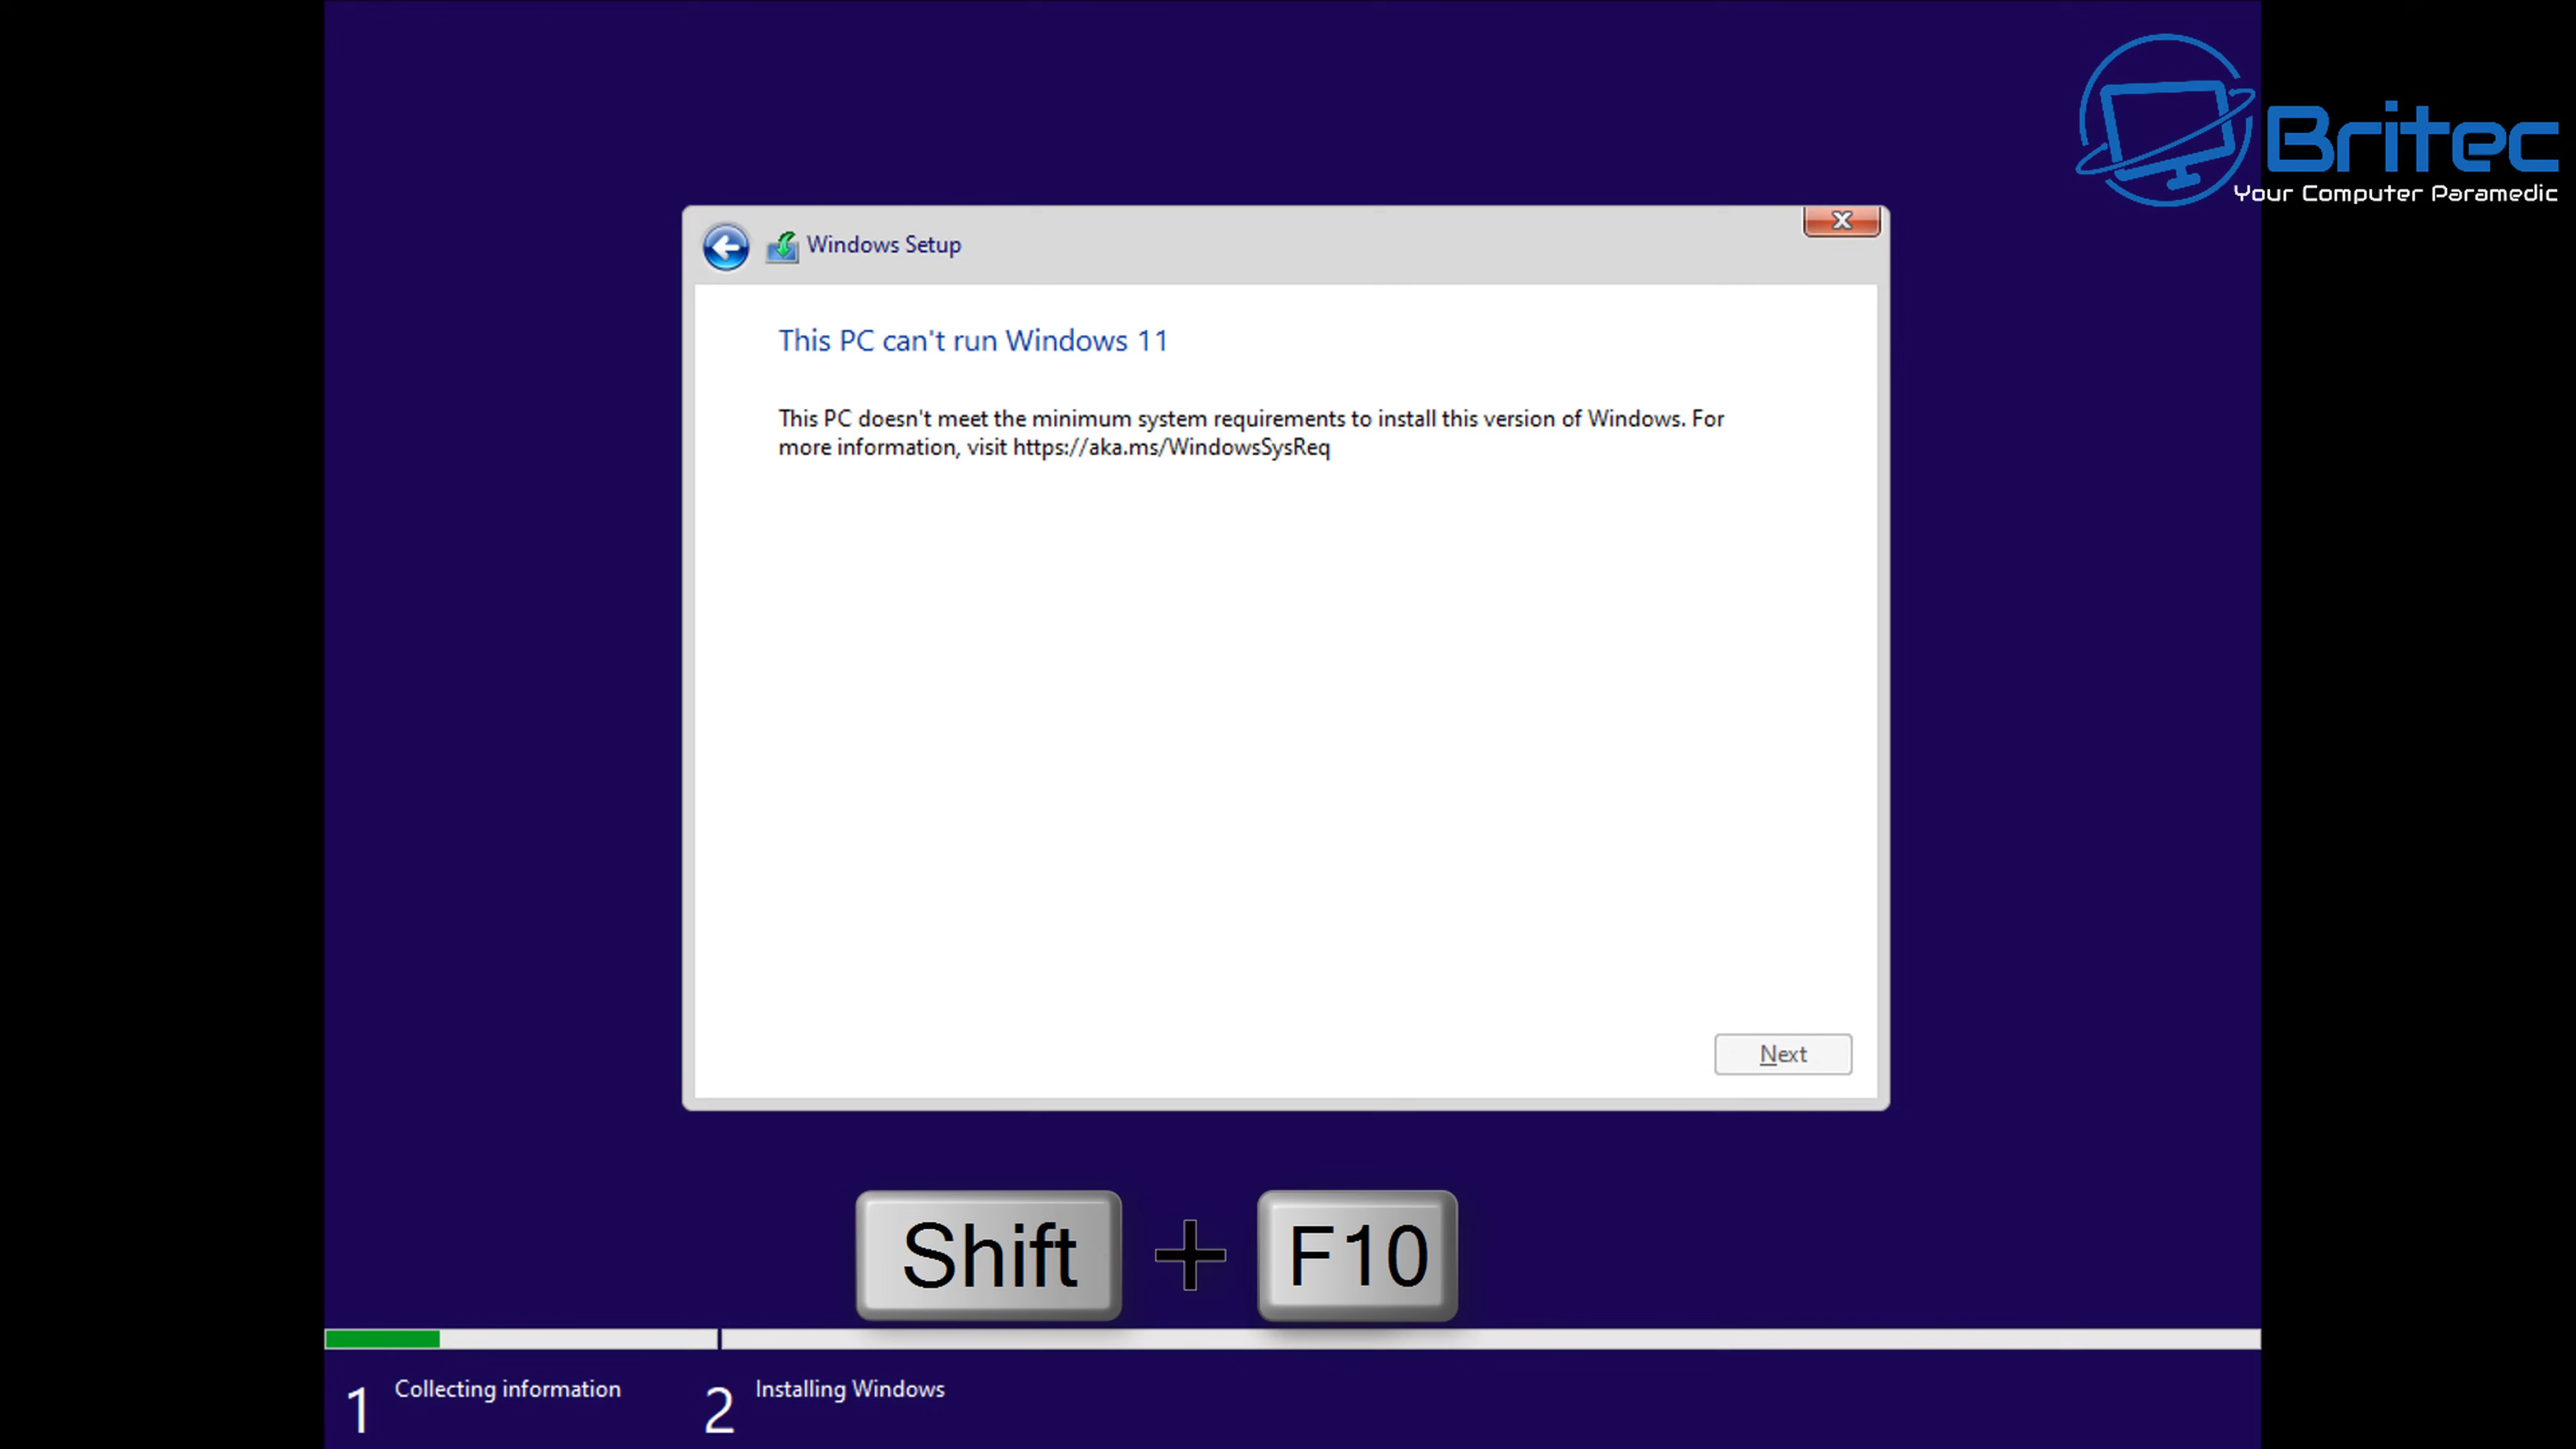 Britec
Your Computer Paramedic
Windows Setup
X
This PC can't run Windows 11
This PC doesn't meet the minimum system requirements to install this version of Windows. For
more information, visit https://aka.ms/WindowsSysReq
Next
Shift + F10
1 Collecting information 2 Installing Windows